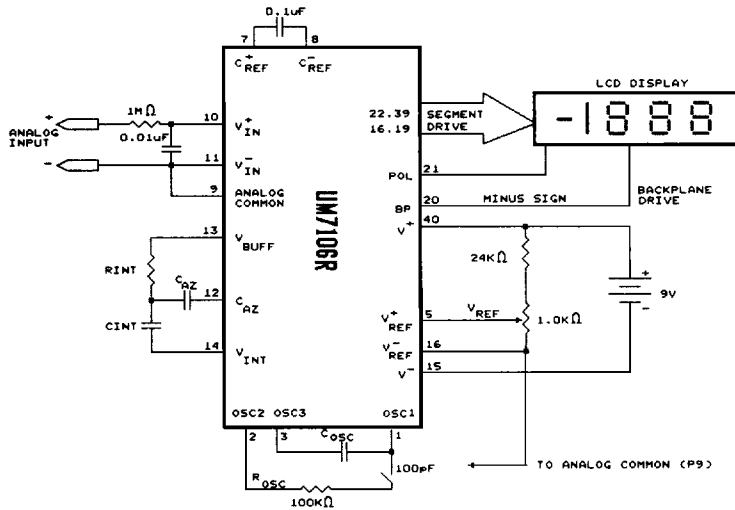 0.1uF
7 8
C+REF C-REF
LCD DISPLAY
-1888
+
ANALOG
INPUT
-
1MΩ
0.01uF
10 V+IN
11 V-IN
9 ANALOG
COMMON
22.39
16.19
SEGMENT
DRIVE
POL 21
BP 20
MINUS SIGN
BACKPLANE
DRIVE
V+ 40
UM7106R
13 VBUFF
RINT
CAZ
12 CAZ
CINT
14 VINT
24KΩ
+
9V
-
V+REF 5 VREF
1.0KΩ
V-REF 16
V- 15
OSC2 OSC3 OSC1
2 3 COSC 1
100pF
ROSC
100KΩ
TO ANALOG COMMON (P9)